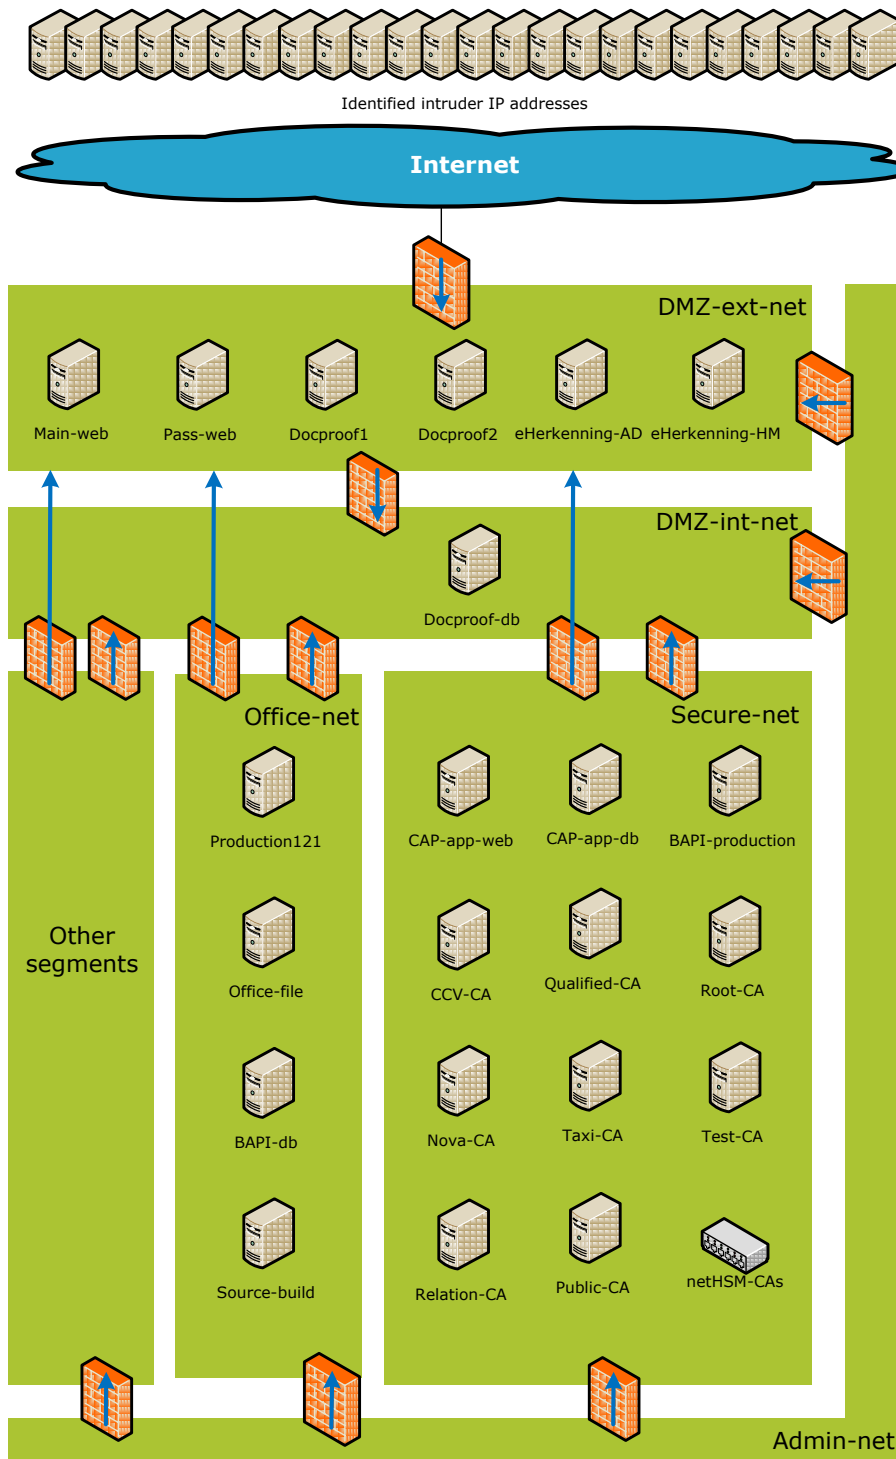 Identified intruder IP addresses
Internet
DMZ-ext-net
Main-web
Pass-web
Docproof1
Docproof2
eHerkenning-AD
eHerkenning-HM
DMZ-int-net
Docproof-db
Office-net
Secure-net
Production121
CAP-app-web
CAP-app-db
BAPI-production
Other
segments
Office-file
CCV-CA
Qualified-CA
Root-CA
BAPI-db
Nova-CA
Taxi-CA
Test-CA
Source-build
Relation-CA
Public-CA
netHSM-CAs
Admin-net